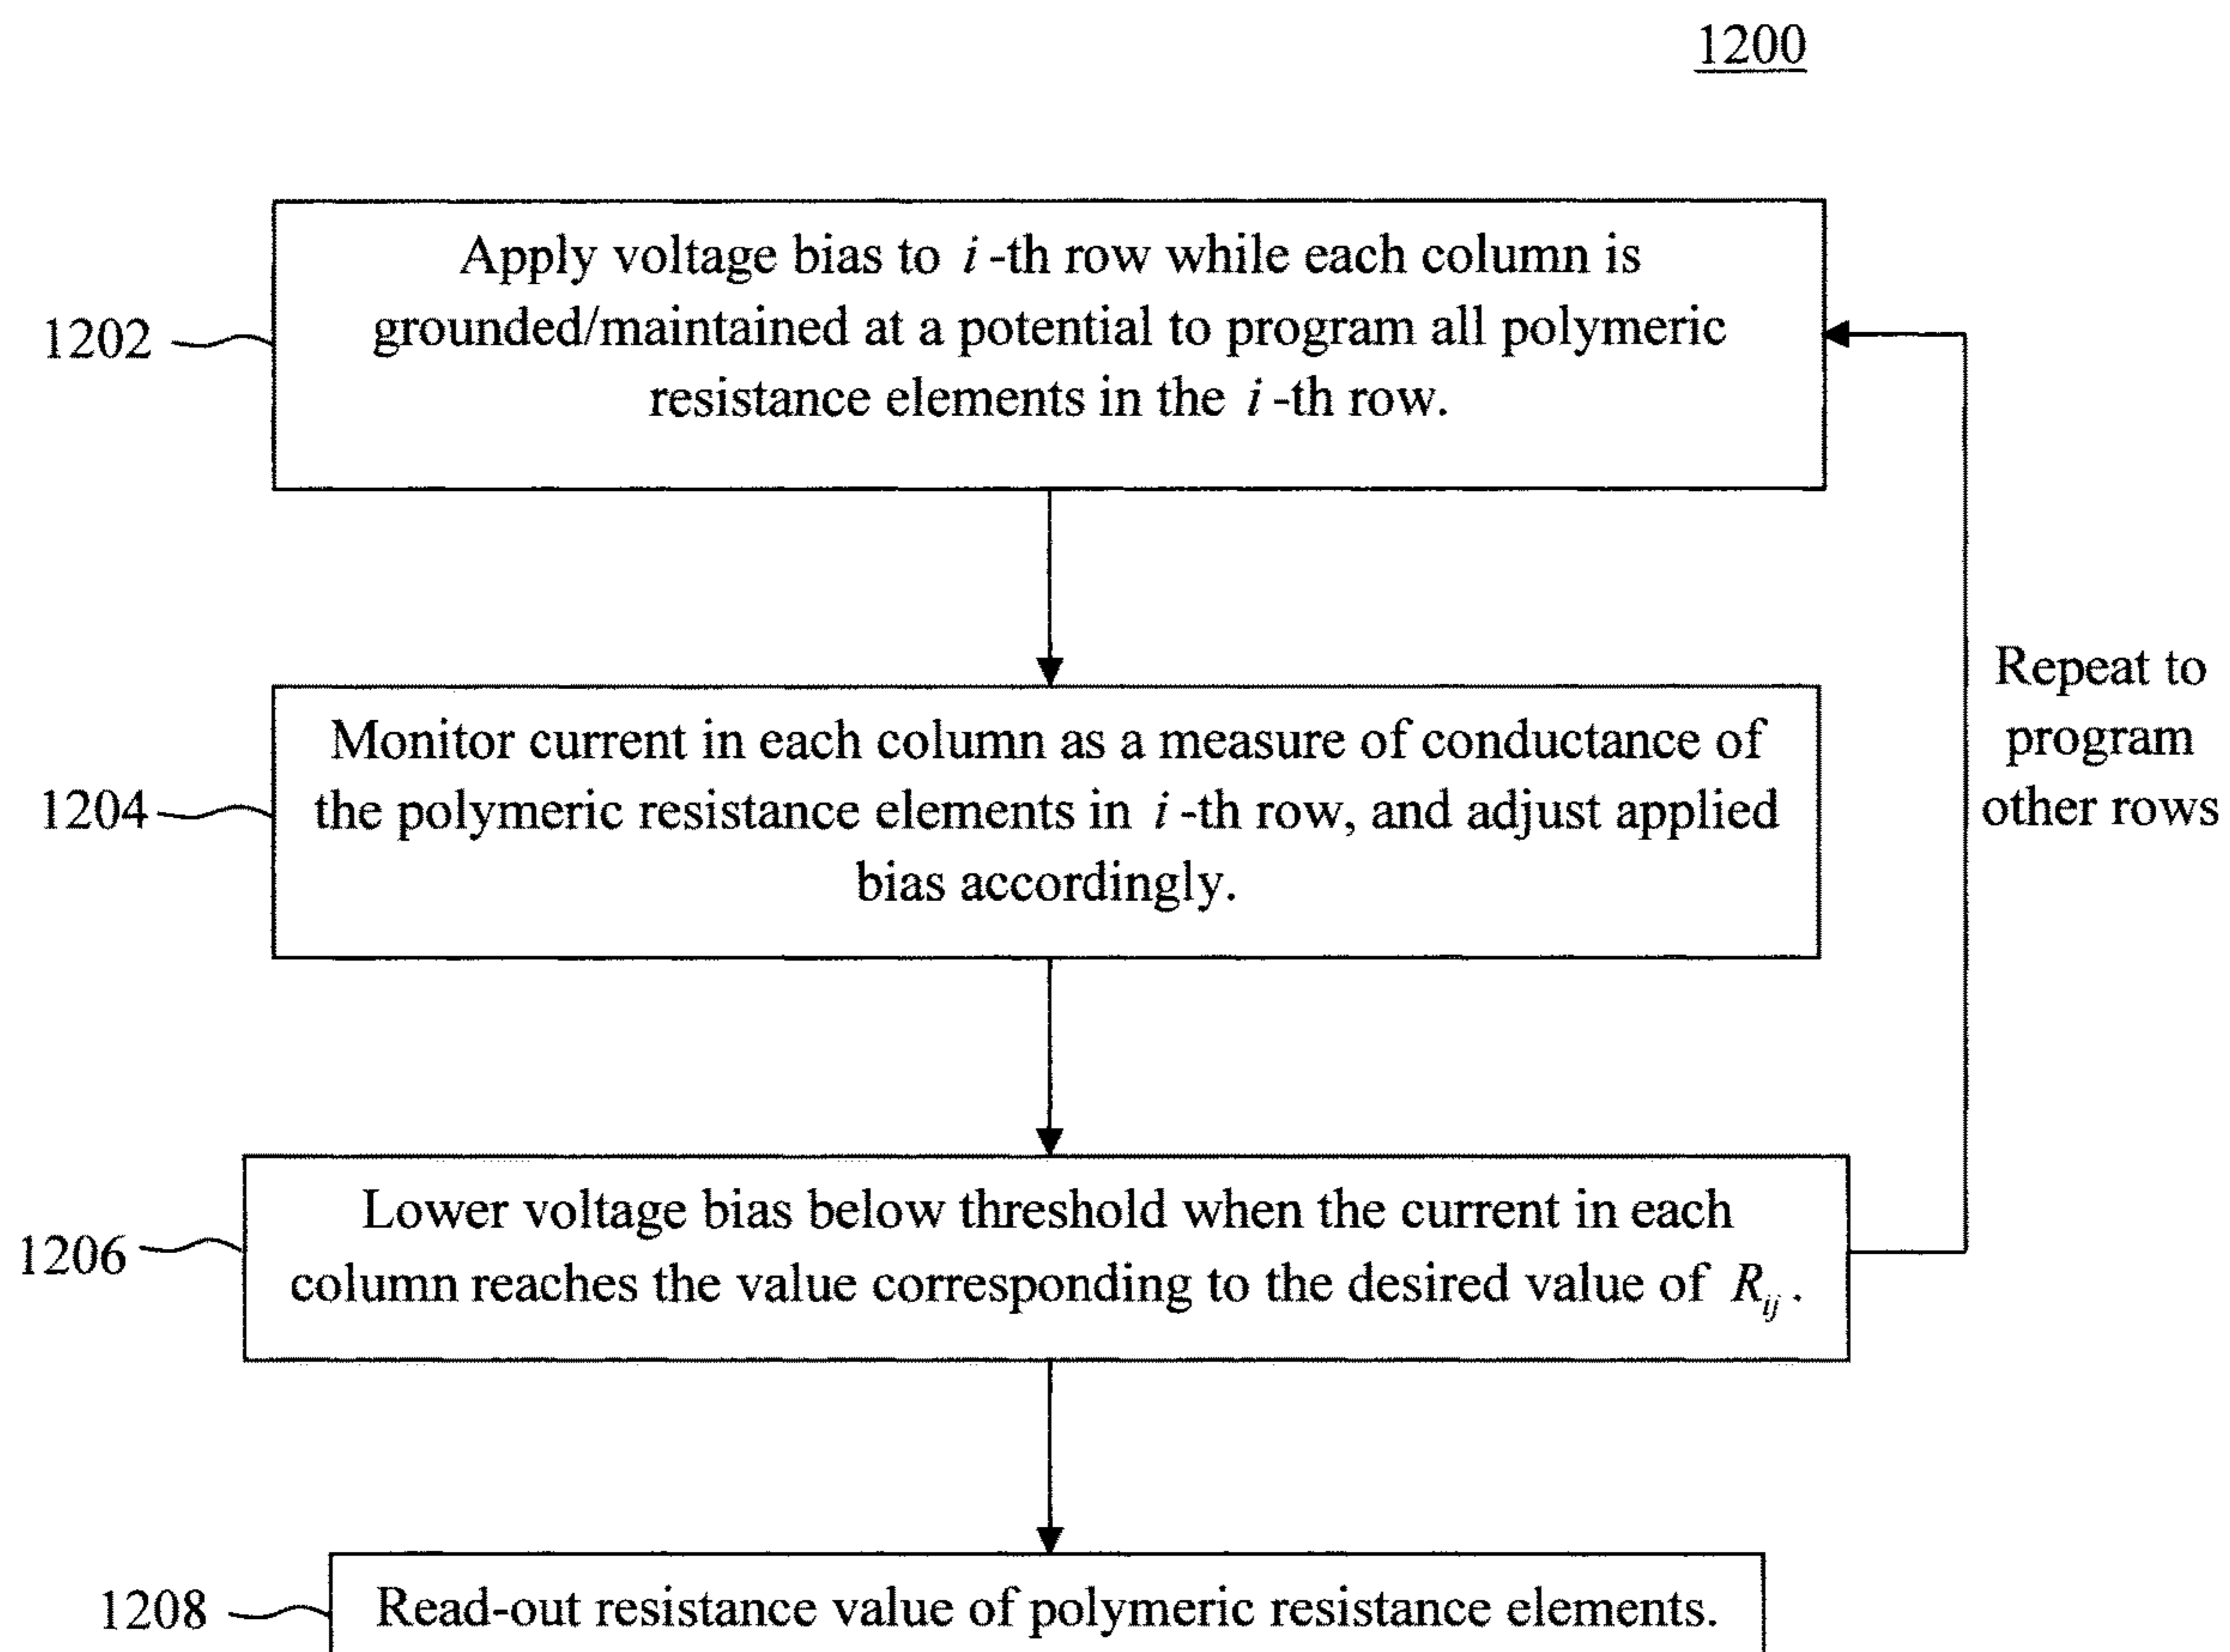 1200
Apply voltage bias to i-th row while each column is
grounded/maintained at a potential to program all polymeric
resistance elements in the i-th row.
1202
Monitor current in each column as a measure of conductance of
the polymeric resistance elements in i-th row, and adjust applied
bias accordingly.
1204
Repeat to
program
other rows
Lower voltage bias below threshold when the current in each
column reaches the value corresponding to the desired value of Rij.
1206
Read-out resistance value of polymeric resistance elements.
1208